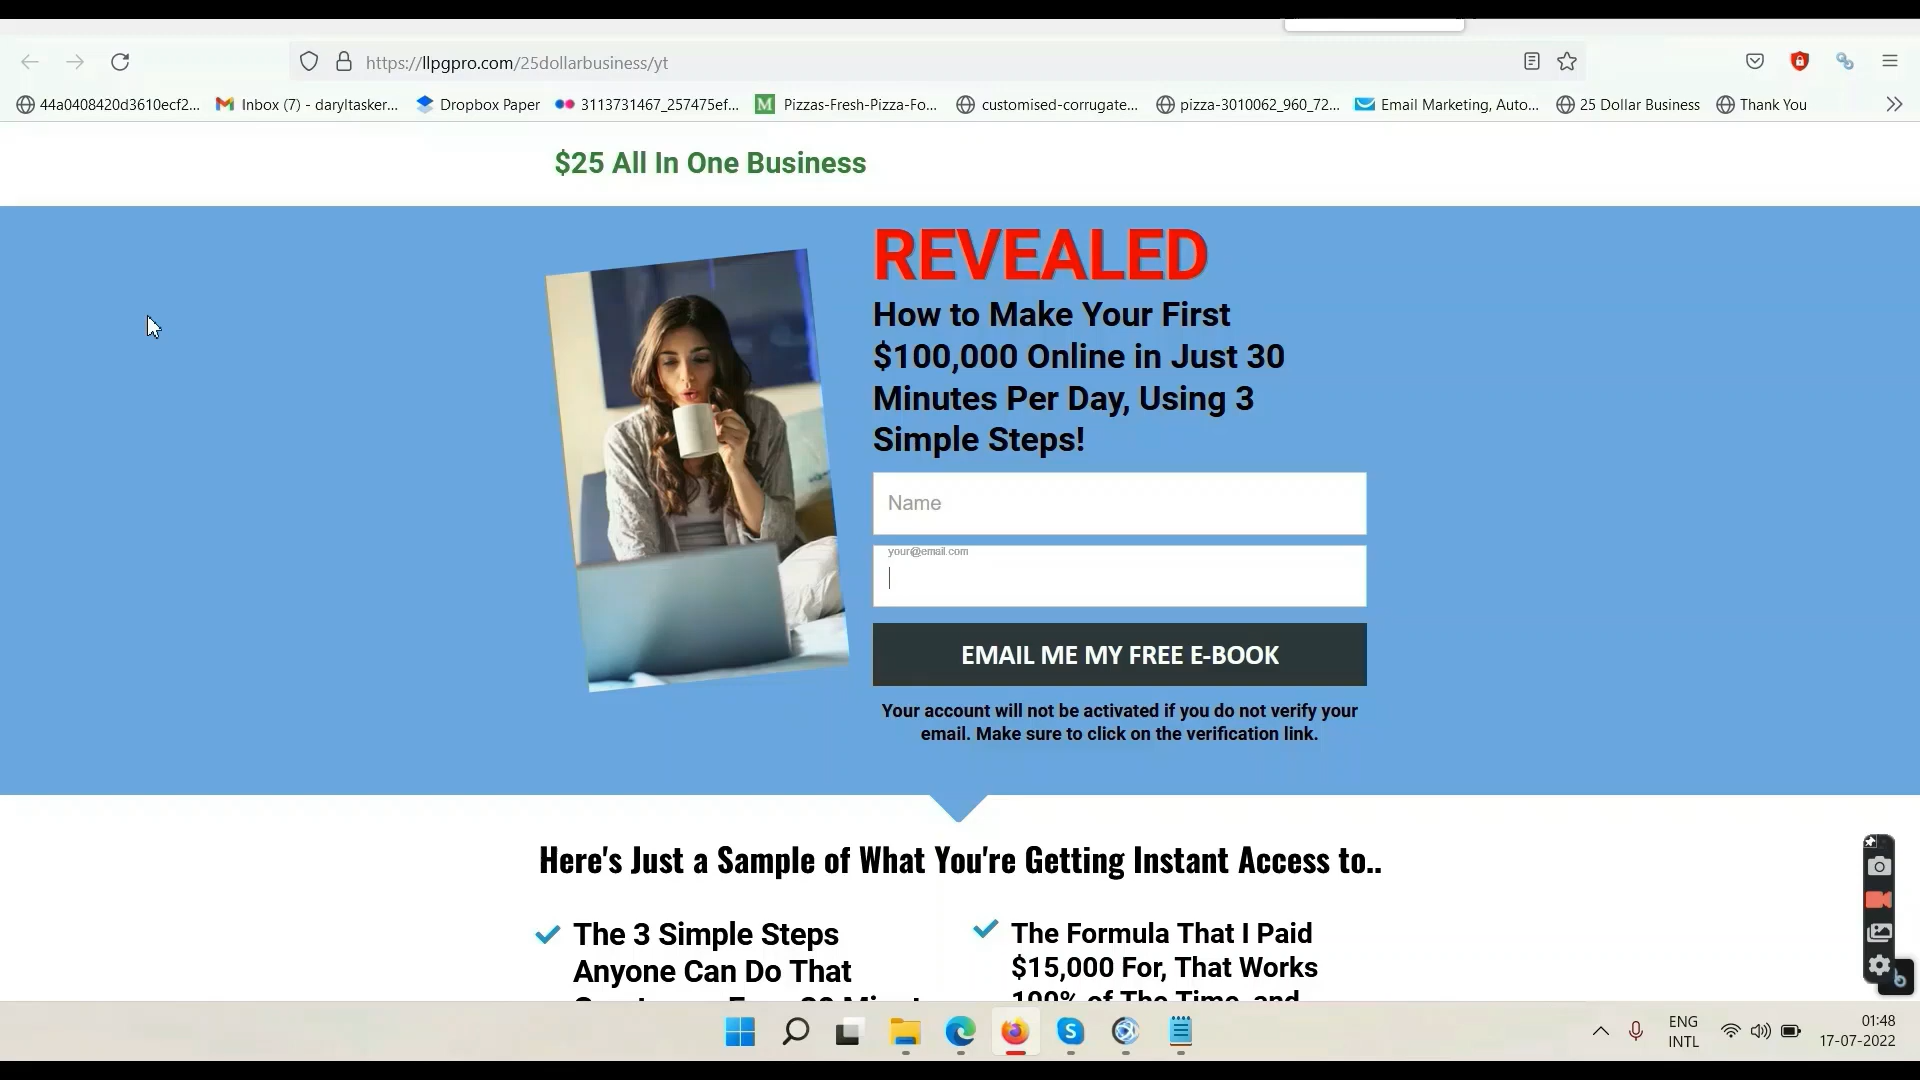 https://llpgpro.com/25dollarbusiness/yt
44a0408420d3610ecf2... Inbox (7) - daryltasker... Dropbox Paper 3113731467_257475ef... M Pizzas-Fresh-Pizza-Fo... customised-corrugate... pizza-3010062_960_72... Email Marketing, Auto... 25 Dollar Business Thank You
$25 All In One Business
REVEALED
How to Make Your First
$100,000 Online in Just 30
Minutes Per Day, Using 3
Simple Steps!
Name
your@email.com
EMAIL ME MY FREE E-BOOK
Your account will not be activated if you do not verify your
email. Make sure to click on the verification link.
Here's Just a Sample of What You're Getting Instant Access to..
The 3 Simple Steps
Anyone Can Do That
The Formula That I Paid
$15,000 For, That Works
100% of The Time, and
ENG
INTL
01:48
17-07-2022